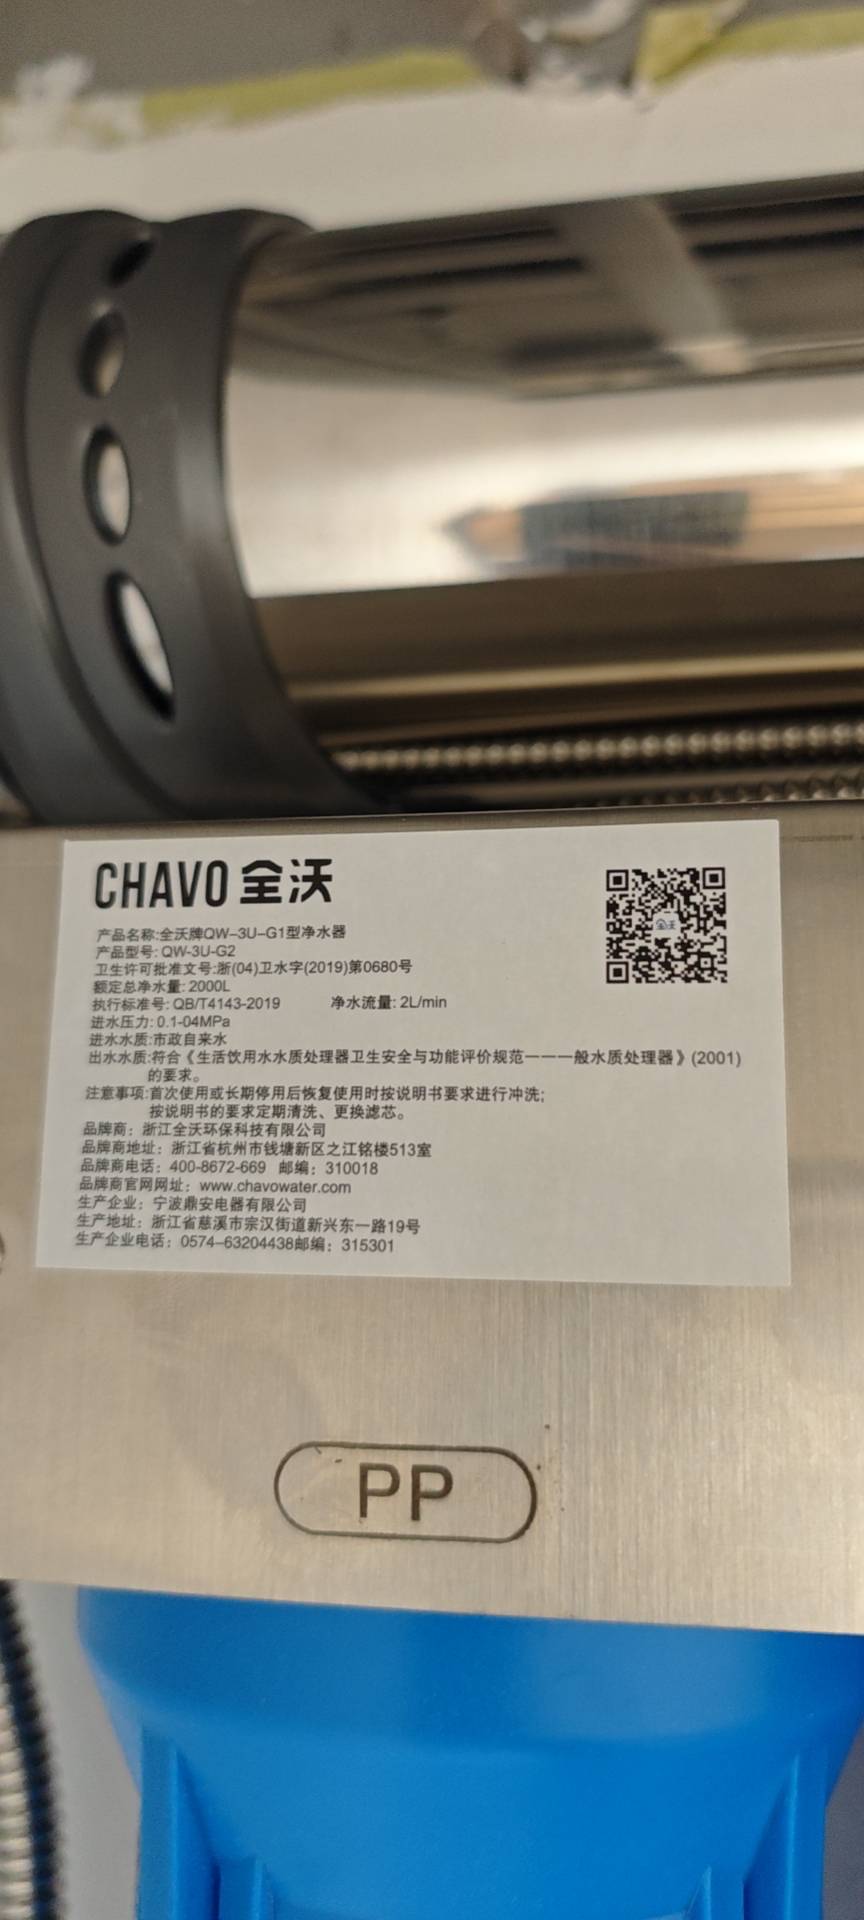 CHAVO 全沃
产品名称:全沃牌QW-3U-G1型净水器
产品型号: QW-3U-G2
卫生许可批准文号:浙(04)卫水字(2019)第0680号
额定总净水量: 2000L
执行标准号: QB/T4143-2019 净水流量: 2L/min
进水压力: 0.1-04MPa
进水水质:市政自来水
出水水质:符合《生活饮用水水质处理器卫生安全与功能评价规范一一一一般水质处理器》(2001)
的要求。
注意事项:首次使用或长期停用后恢复使用时按说明书要求进行冲洗;
按说明书的要求定期清洗、更换滤芯。
品牌商: 浙江全沃环保科技有限公司
品牌商地址: 浙江省杭州市钱塘新区之江铭楼513室
品牌商电话: 400-8672-669 邮编: 310018
品牌商官网网址: www.chavowater.com
生产企业: 宁波鼎安电器有限公司
生产地址: 浙江省慈溪市宗汉街道新兴东一路19号
生产企业电话: 0574-63204438邮编: 315301
PP